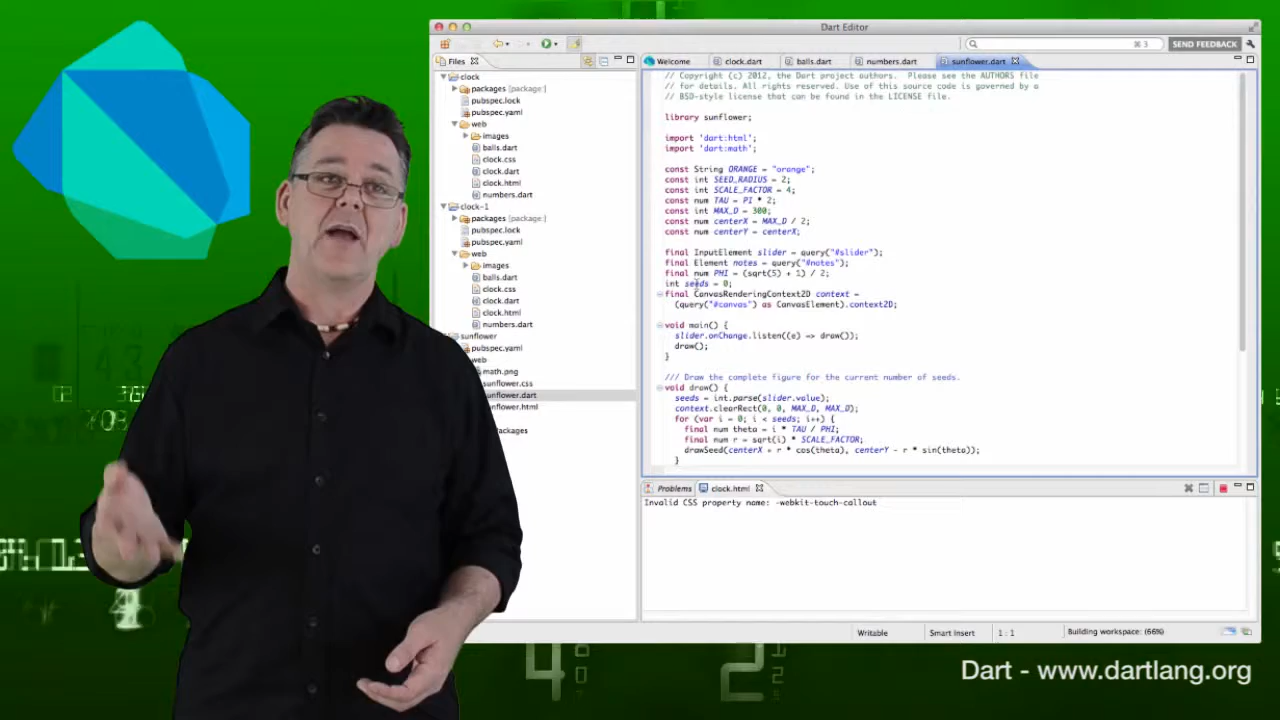 Dart Editor
⌘3
SEND FEEDBACK
Files
Welcome
clock.dart
balls.dart
numbers.dart
sunflower.dart
clock
packages (package:)
pubspec.lock
pubspec.yaml
web
images
balls.dart
clock.css
clock.dart
clock.html
numbers.dart
clock-1
packages (package:)
pubspec.lock
pubspec.yaml
web
images
balls.dart
clock.css
clock.dart
clock.html
numbers.dart
sunflower
pubspec.yaml
web
math.png
sunflower.css
sunflower.dart
sunflower.html
// Copyright (c) 2012, the Dart project authors. Please see the AUTHORS file
// for details. All rights reserved. Use of this source code is governed by a
// BSD-style license that can be found in the LICENSE file.
library sunflower;
import 'dart:html';
import 'dart:math';
const String ORANGE = "orange";
const int SEED_RADIUS = 2;
const int SCALE_FACTOR = 4;
const num TAU = PI * 2;
const int MAX_D = 300;
const num centerX = MAX_D / 2;
const num centerY = centerX;
final InputElement slider = query("#slider");
final Element notes = query("#notes");
final num PHI = (sqrt(5) + 1) / 2;
int seeds = 0;
final CanvasRenderingContext2D context =
(query("#canvas") as CanvasElement).context2D;
void main() {
slider.onChange.listen((e) => draw());
draw();
}
/// Draw the complete figure for the current number of seeds.
void draw() {
seeds = int.parse(slider.value);
context.clearRect(0, 0, MAX_D, MAX_D);
for (var i = 0; i < seeds; i++) {
final num theta = i * TAU / PHI;
final num r = sqrt(i) * SCALE_FACTOR;
drawSeed(centerX + r * cos(theta), centerY - r * sin(theta));
}
Problems
clock.html
Invalid CSS property name: -webkit-touch-callout
Writable
Smart Insert
1 : 1
Building workspace: (66%)
Dart - www.dartlang.org